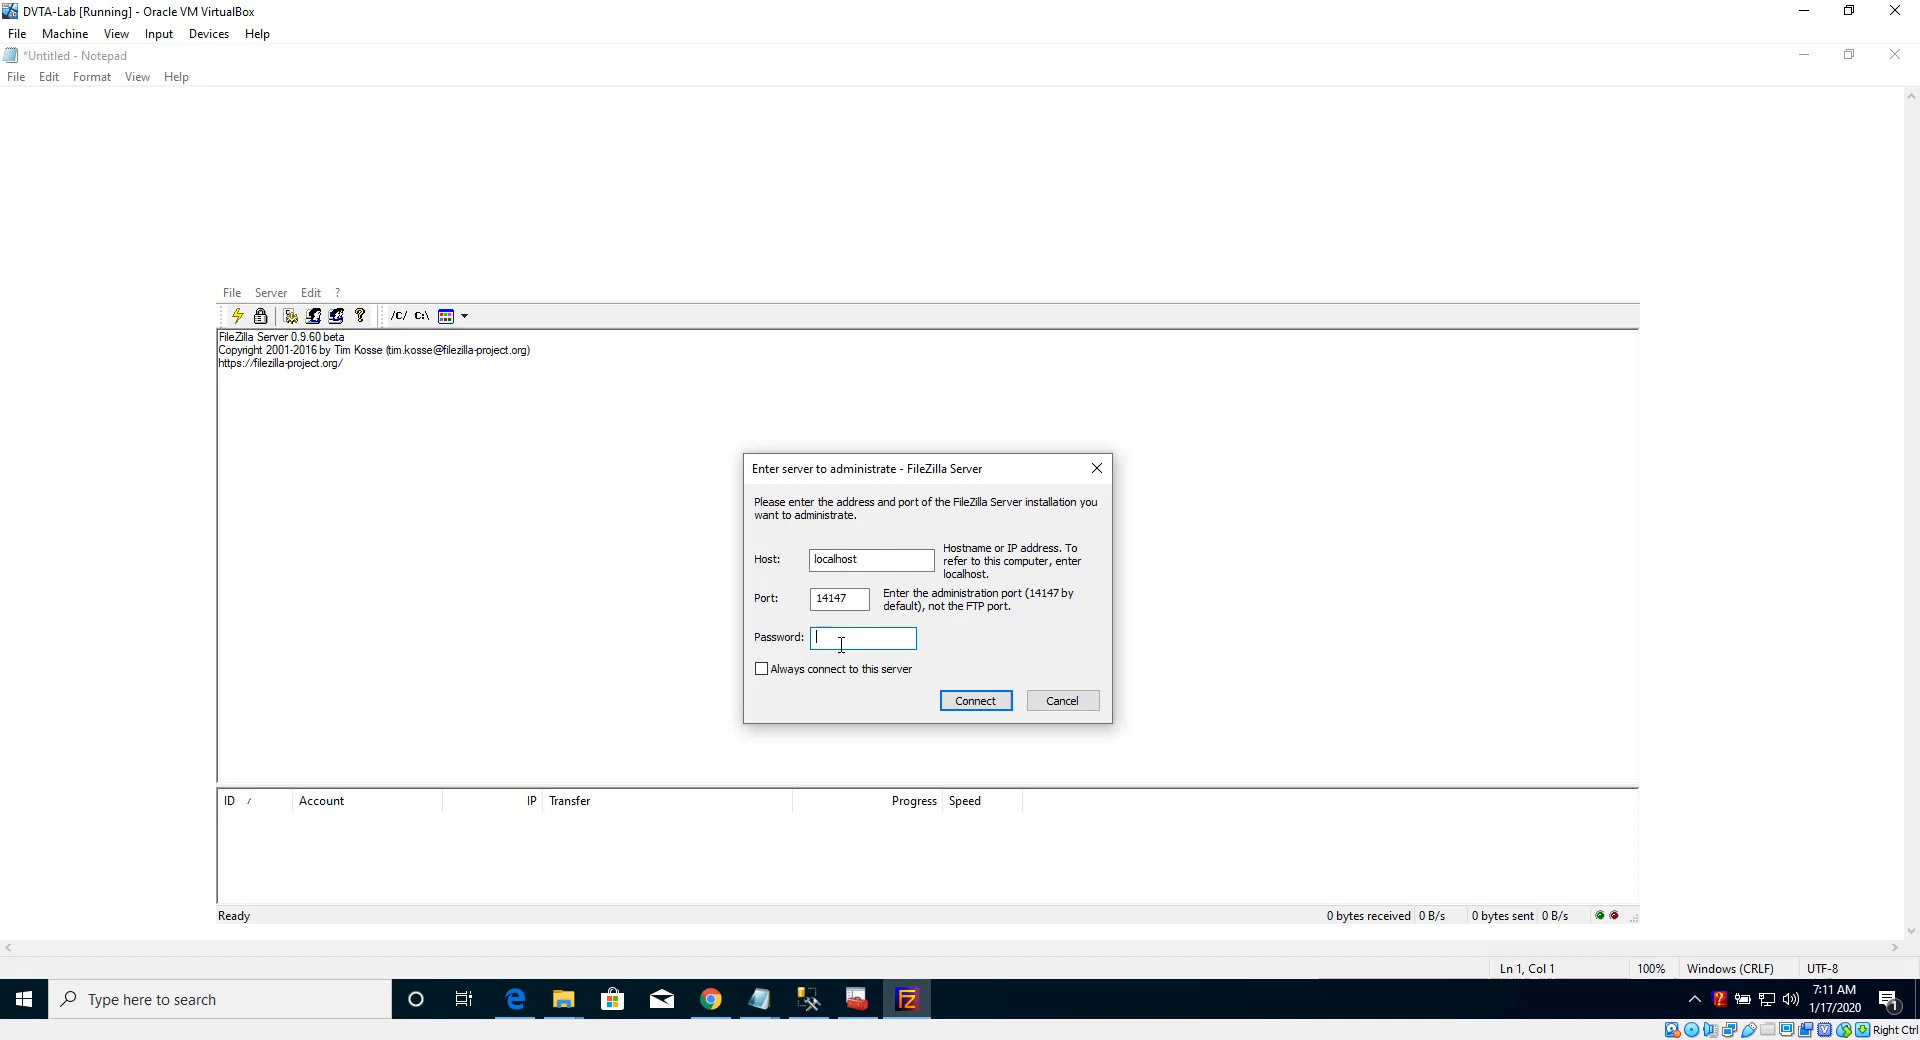 DVTA-Lab [Running] - Oracle VM VirtualBox
File Machine View Input Devices Help
*Untitled - Notepad
File Edit Format View Help
File Server Edit ?
/C/ C:\
FileZilla Server 0.9.60 beta
Copyright 2001-2016 by Tim Kosse (tim.kosse@filezilla-project.org)
https://filezilla-project.org/
Enter server to administrate - FileZilla Server
Please enter the address and port of the FileZilla Server installation you
want to administrate.
Host: localhost
Hostname or IP address. To
refer to this computer, enter
localhost.
Port: 14147
Enter the administration port (14147 by
default), not the FTP port.
Password:
Always connect to this server
Connect Cancel
ID / Account IP Transfer Progress Speed
Ready 0 bytes received 0 B/s 0 bytes sent 0 B/s
Ln 1, Col 1 100% Windows (CRLF) UTF-8
Type here to search
7:11 AM
1/17/2020
1
Right Ctrl